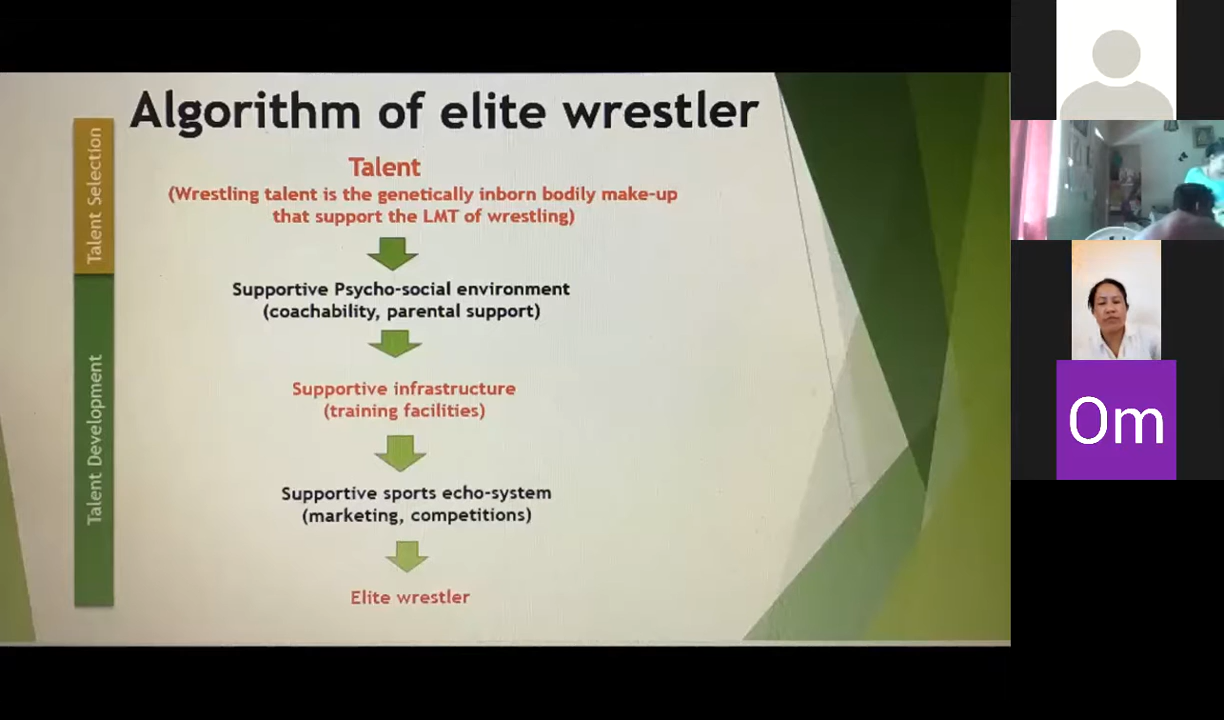 Algorithm of elite wrestler
Talent Selection
Talent
(Wrestling talent is the genetically inborn bodily make-up
that support the LMT of wrestling)
Supportive Psycho-social environment
(coachability, parental support)
Talent Development
Supportive infrastructure
(training facilities)
Supportive sports echo-system
(marketing, competitions)
Elite wrestler
Om